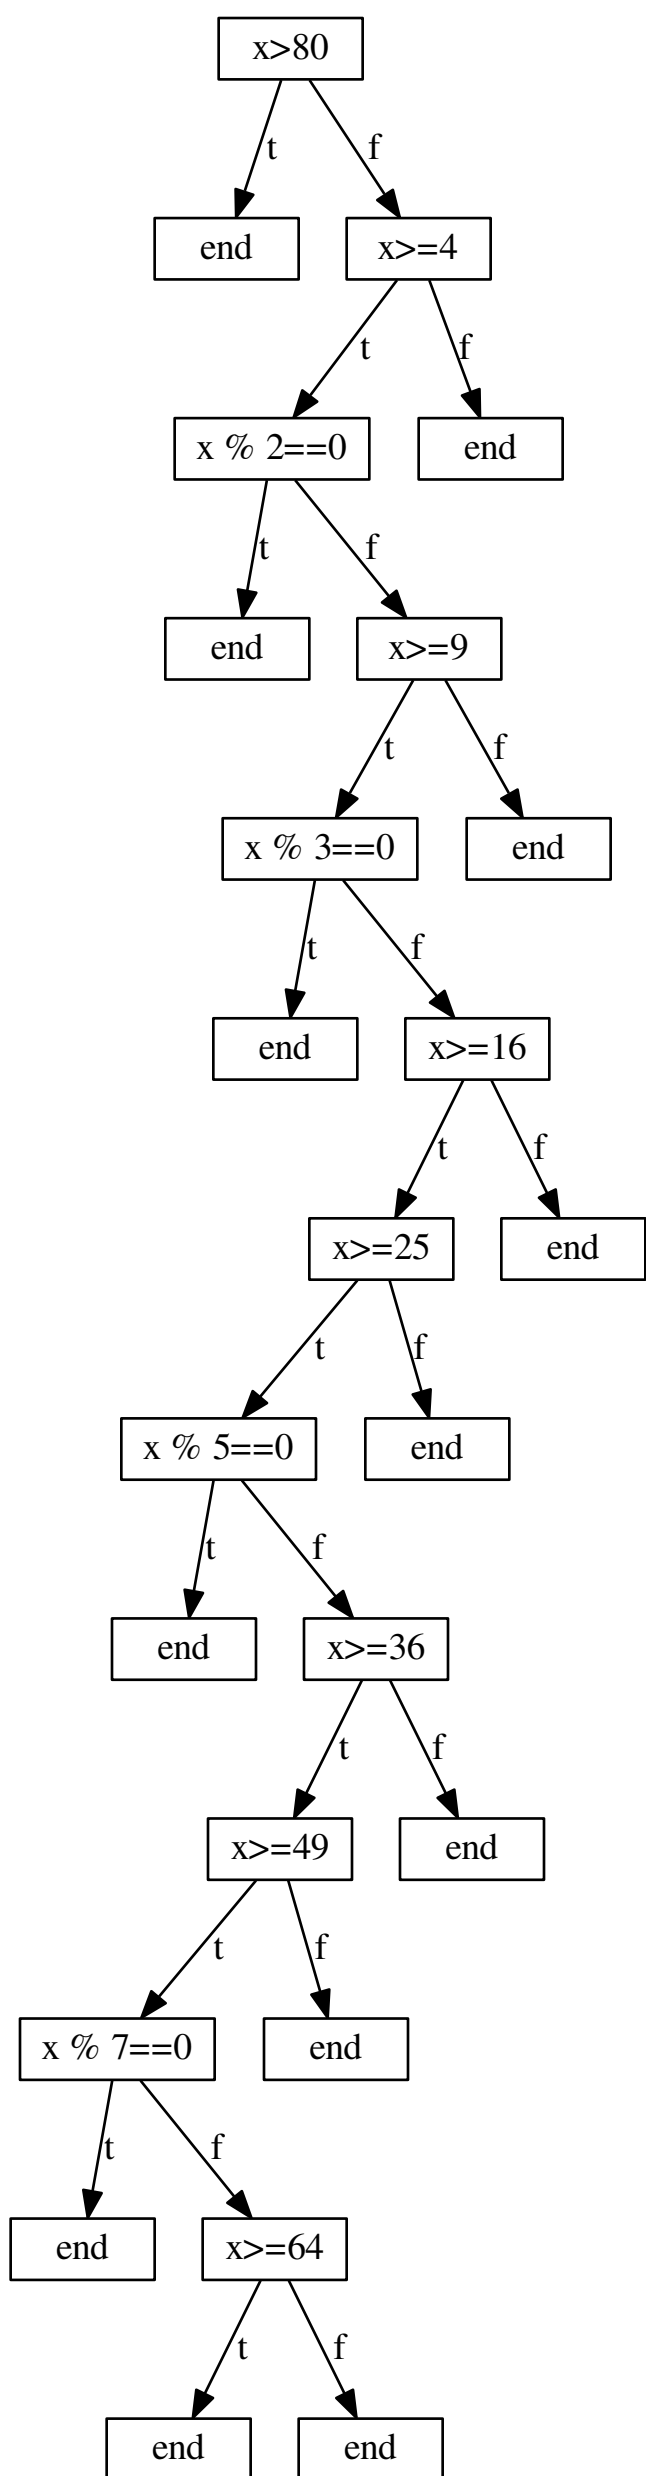 x>80
t
f
end
x>=4
t
f
x % 2==0
end
t
f
end
x>=9
t
f
x % 3==0
end
t
f
end
x>=16
t
f
x>=25
end
t
f
x % 5==0
end
t
f
end
x>=36
t
f
x>=49
end
t
f
x % 7==0
end
t
f
end
x>=64
t
f
end
end